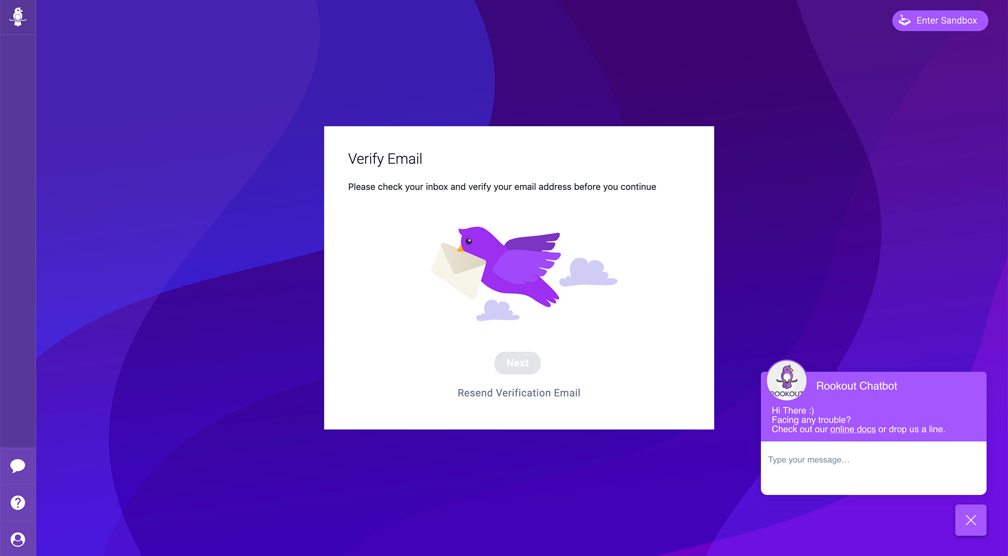 Enter Sandbox
Verify Email
Please check your inbox and verify your email address before you continue
Next
Resend Verification Email
ROOKOUT
Rookout Chatbot
Hi There :)
Facing any trouble?
Check out our online docs or drop us a line.
Type your message...